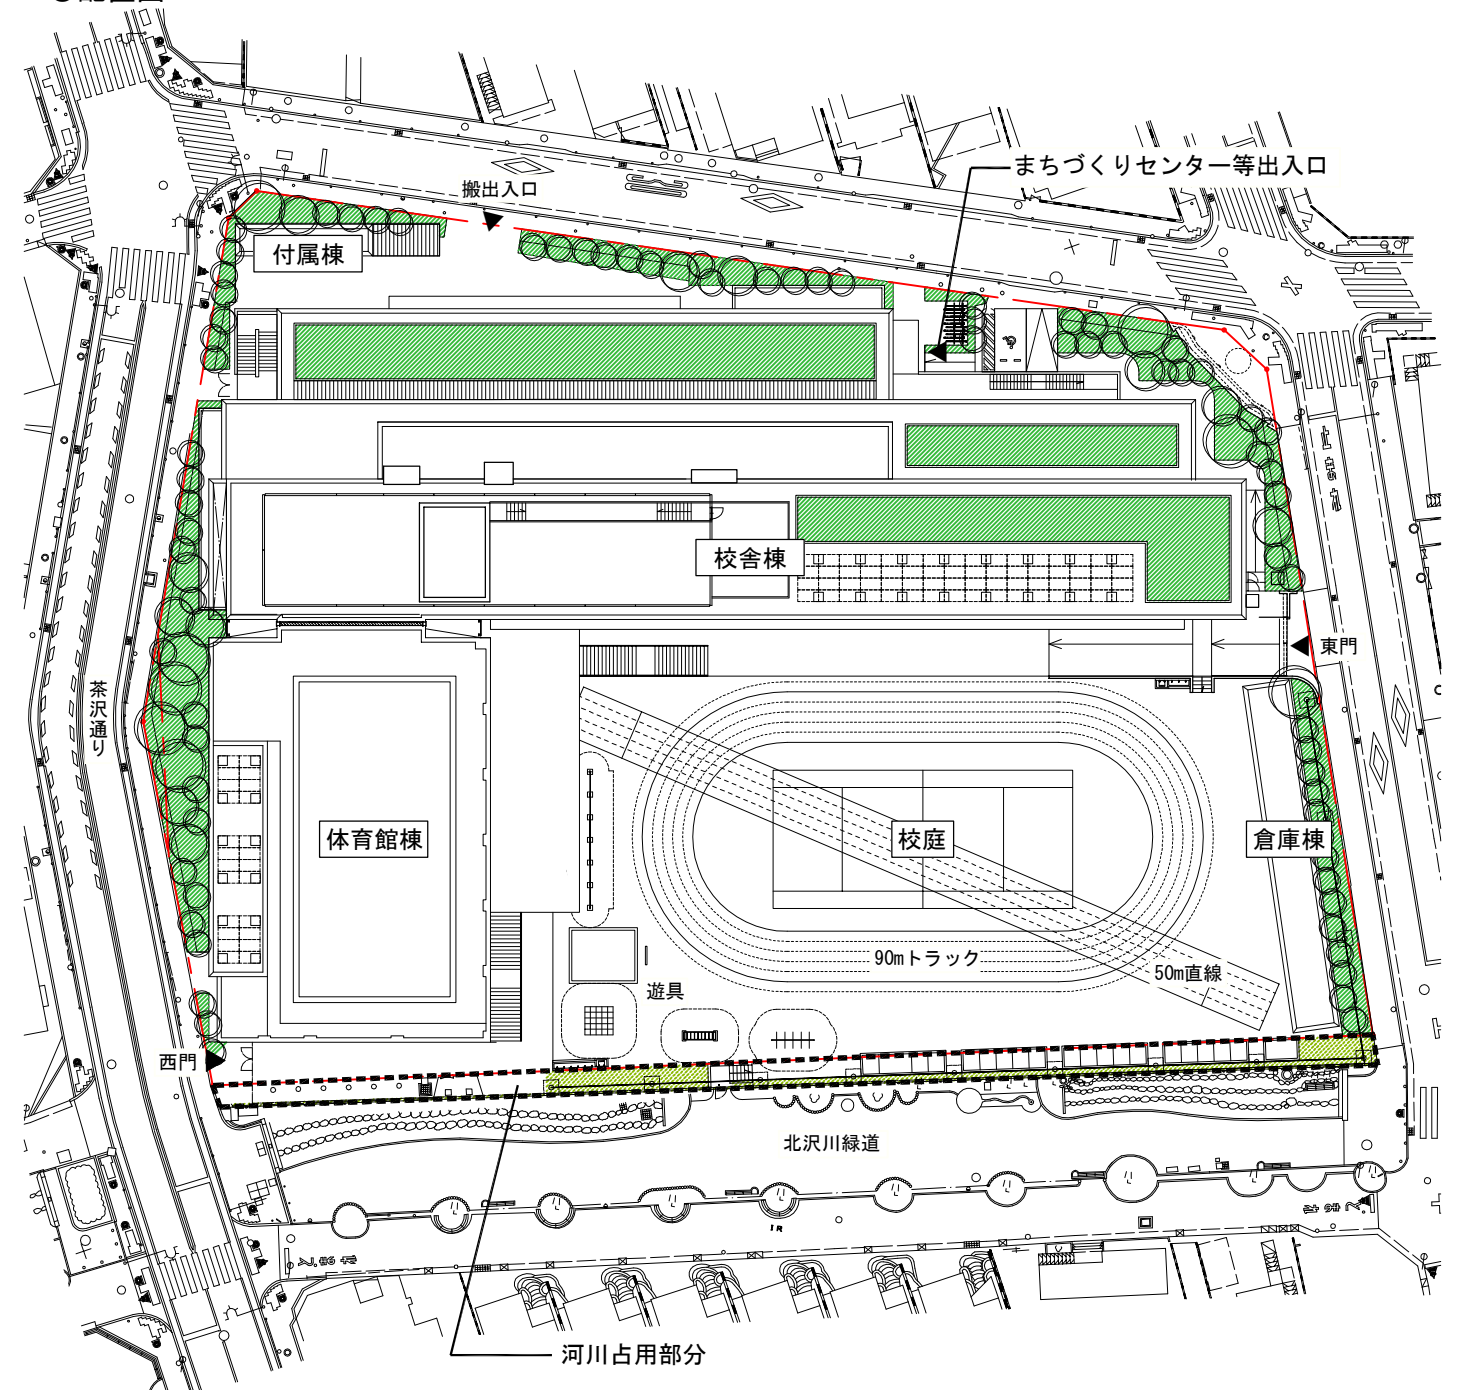 まちづくりセンター等出入口
搬出入口
付属棟
校舎棟
東門
茶沢通り
体育館棟
校庭
倉庫棟
90mトラック
50m直線
遊具
西門
北沢川緑道
河川占用部分